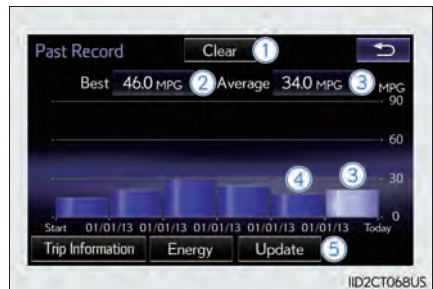 Past Record Clear 1
Best 46.0 MPG 2 Average 34.0 MPG 3 MPG
90
60
30
4 3
0
Start 01/01/13 01/01/13 01/01/13 01/01/13 01/01/13 Today
Trip Information Energy Update 5
IID2CT068US